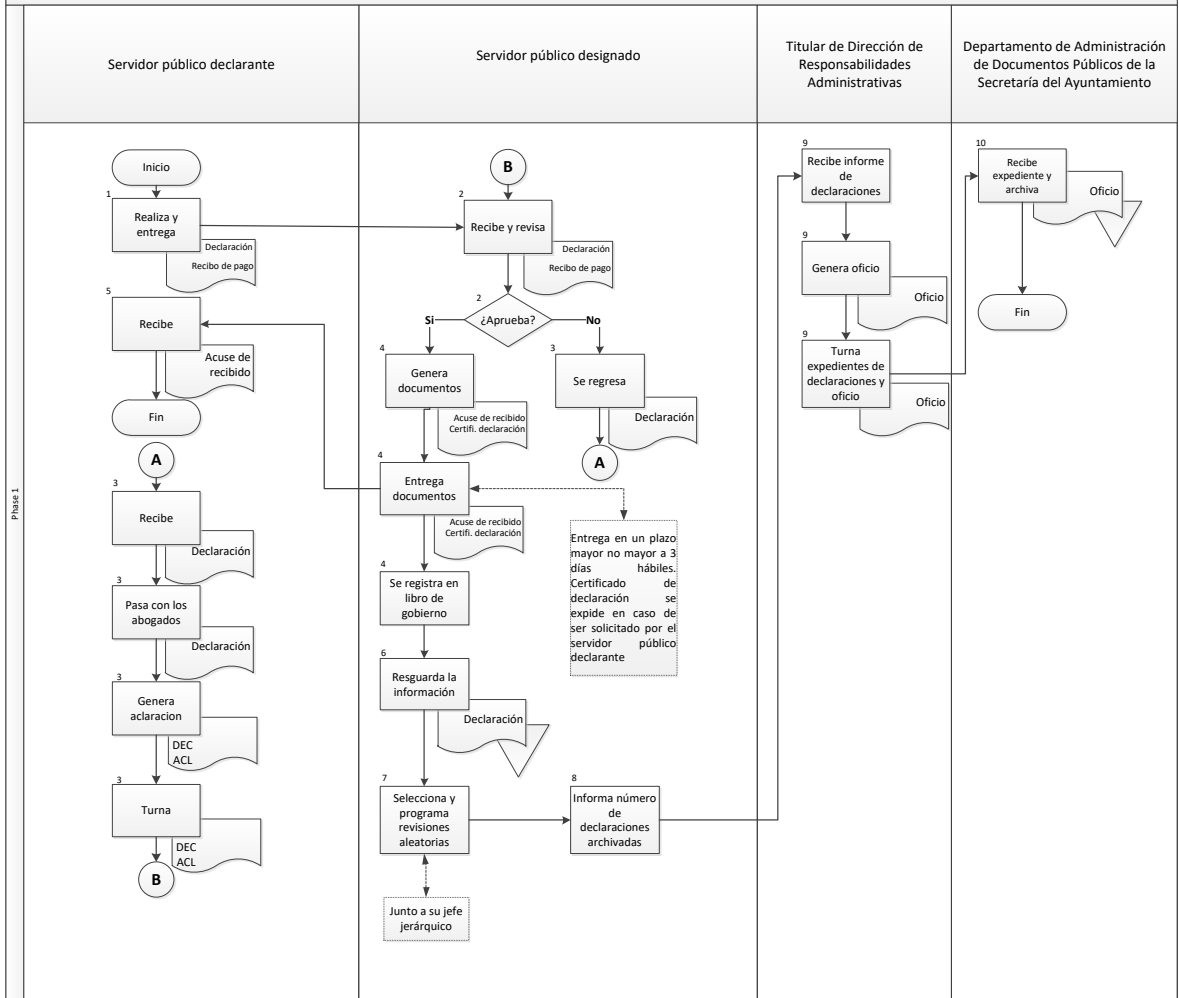 Servidor público declarante
Servidor público designado
Titular de Dirección de
Responsabilidades
Administrativas
Departamento de Administración
de Documentos Públicos de la
Secretaría del Ayuntamiento
Phase 1
Inicio
1
Realiza y
entrega
Declaración
Recibo de pago
5
Recibe
Acuse de
recibido
Fin
A
3
Recibe
Declaración
3
Pasa con los
abogados
Declaración
3
Genera
aclaracion
DEC
ACL
3
Turna
DEC
ACL
B
B
2
Recibe y revisa
Declaración
Recibo de pago
2
¿Aprueba?
Si
No
4
Genera
documentos
Acuse de recibido
Certifi. declaración
3
Se regresa
Declaración
A
4
Entrega
documentos
Acuse de recibido
Certifi. declaración
Entrega en un plazo
mayor no mayor a 3
días hábiles.
Certificado de
declaración se
expide en caso de
ser solicitado por el
servidor público
declarante
4
Se registra en
libro de
gobierno
6
Resguarda la
información
Declaración
7
Selecciona y
programa
revisiones
aleatorias
Junto a su jefe
jerárquico
8
Informa número
de
declaraciones
archivadas
9
Recibe informe
de
declaraciones
9
Genera oficio
Oficio
9
Turna
expedientes de
declaraciones y
oficio
Oficio
10
Recibe
expediente y
archiva
Oficio
Fin